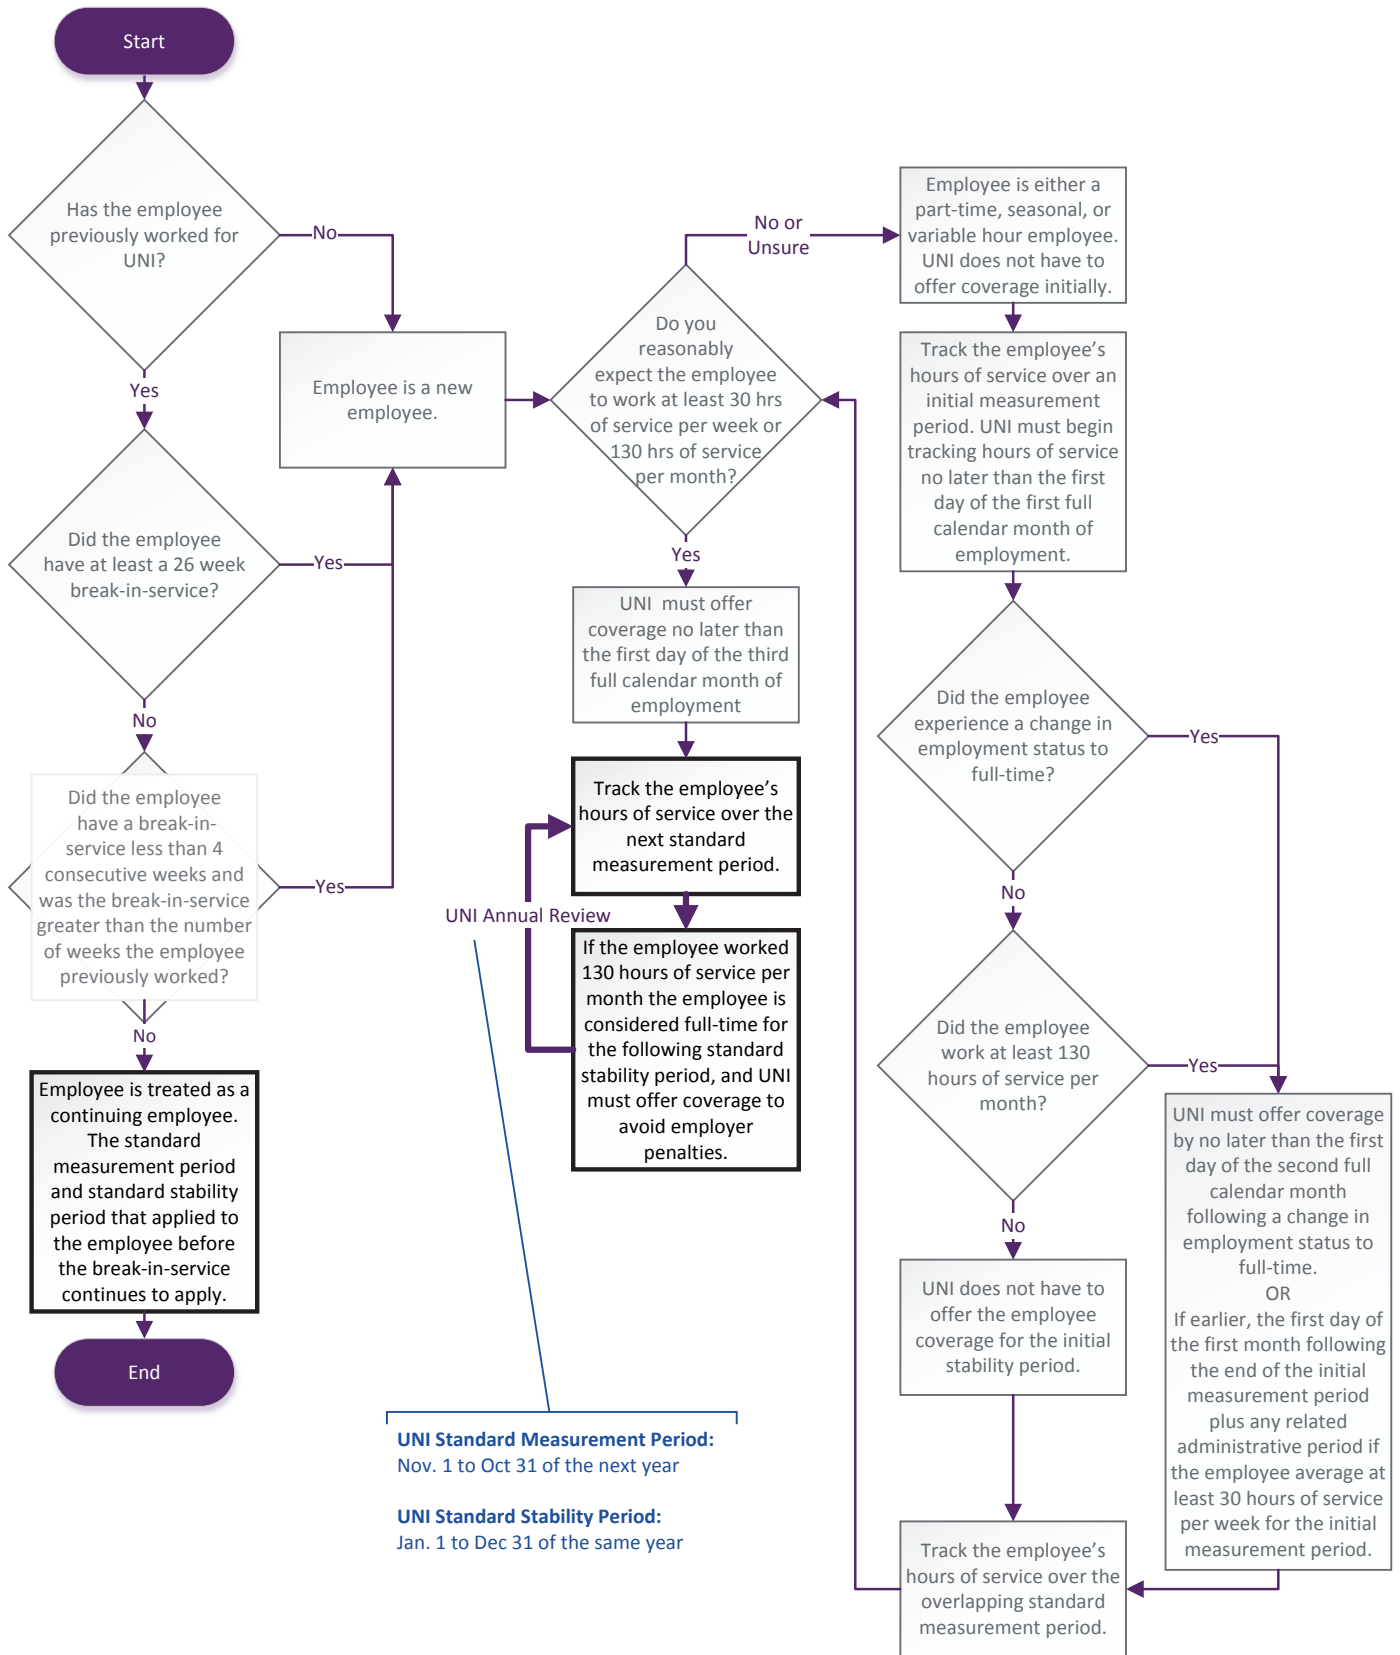 Start
Has the employee
previously worked for
UNI?
No
Yes
Did the employee
have at least a 26 week
break-in-service?
Yes
No
Did the employee
have a break-in-
service less than 4
consecutive weeks and
was the break-in-service
greater than the number
of weeks the employee
previously worked?
Yes
No
Employee is treated as a
continuing employee.
The standard
measurement period
and standard stability
period that applied to
the employee before
the break-in-service
continues to apply.
End
Employee is a new
employee.
Do you
reasonably
expect the employee
to work at least 30 hrs
of service per week or
130 hrs of service
per month?
No or
Unsure
Yes
UNI  must offer
coverage no later than
the first day of the third
full calendar month of
employment
Track the employee's
hours of service over the
next standard
measurement period.
UNI Annual Review
If the employee worked
130 hours of service per
month the employee is
considered full-time for
the following standard
stability period, and UNI
must offer coverage to
avoid employer
penalties.
UNI Standard Measurement Period:
Nov. 1 to Oct 31 of the next year
UNI Standard Stability Period:
Jan. 1 to Dec 31 of the same year
Employee is either a
part-time, seasonal, or
variable hour employee.
UNI does not have to
offer coverage initially.
Track the employee's
hours of service over an
initial measurement
period. UNI must begin
tracking hours of service
no later than the first
day of the first full
calendar month of
employment.
Did the employee
experience a change in
employment status to
full-time?
Yes
No
Did the employee
work at least 130
hours of service per
month?
Yes
No
UNI does not have to
offer the employee
coverage for the initial
stability period.
UNI must offer coverage
by no later than the first
day of the second full
calendar month
following a change in
employment status to
full-time.
OR
If earlier, the first day of
the first month following
the end of the initial
measurement period
plus any related
administrative period if
the employee average at
least 30 hours of service
per week for the initial
measurement period.
Track the employee's
hours of service over the
overlapping standard
measurement period.